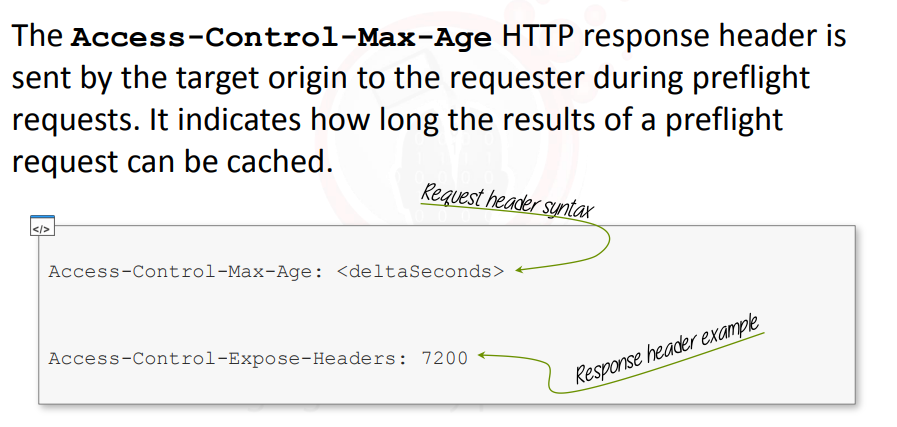 The Access-Control-Max-Age HTTP response header is
sent by the target origin to the requester during preflight
requests. It indicates how long the results of a preflight
request can be cached.
Request header syntax
</>
Access-Control-Max-Age: <deltaSeconds>
Access-Control-Expose-Headers: 7200
Response header example